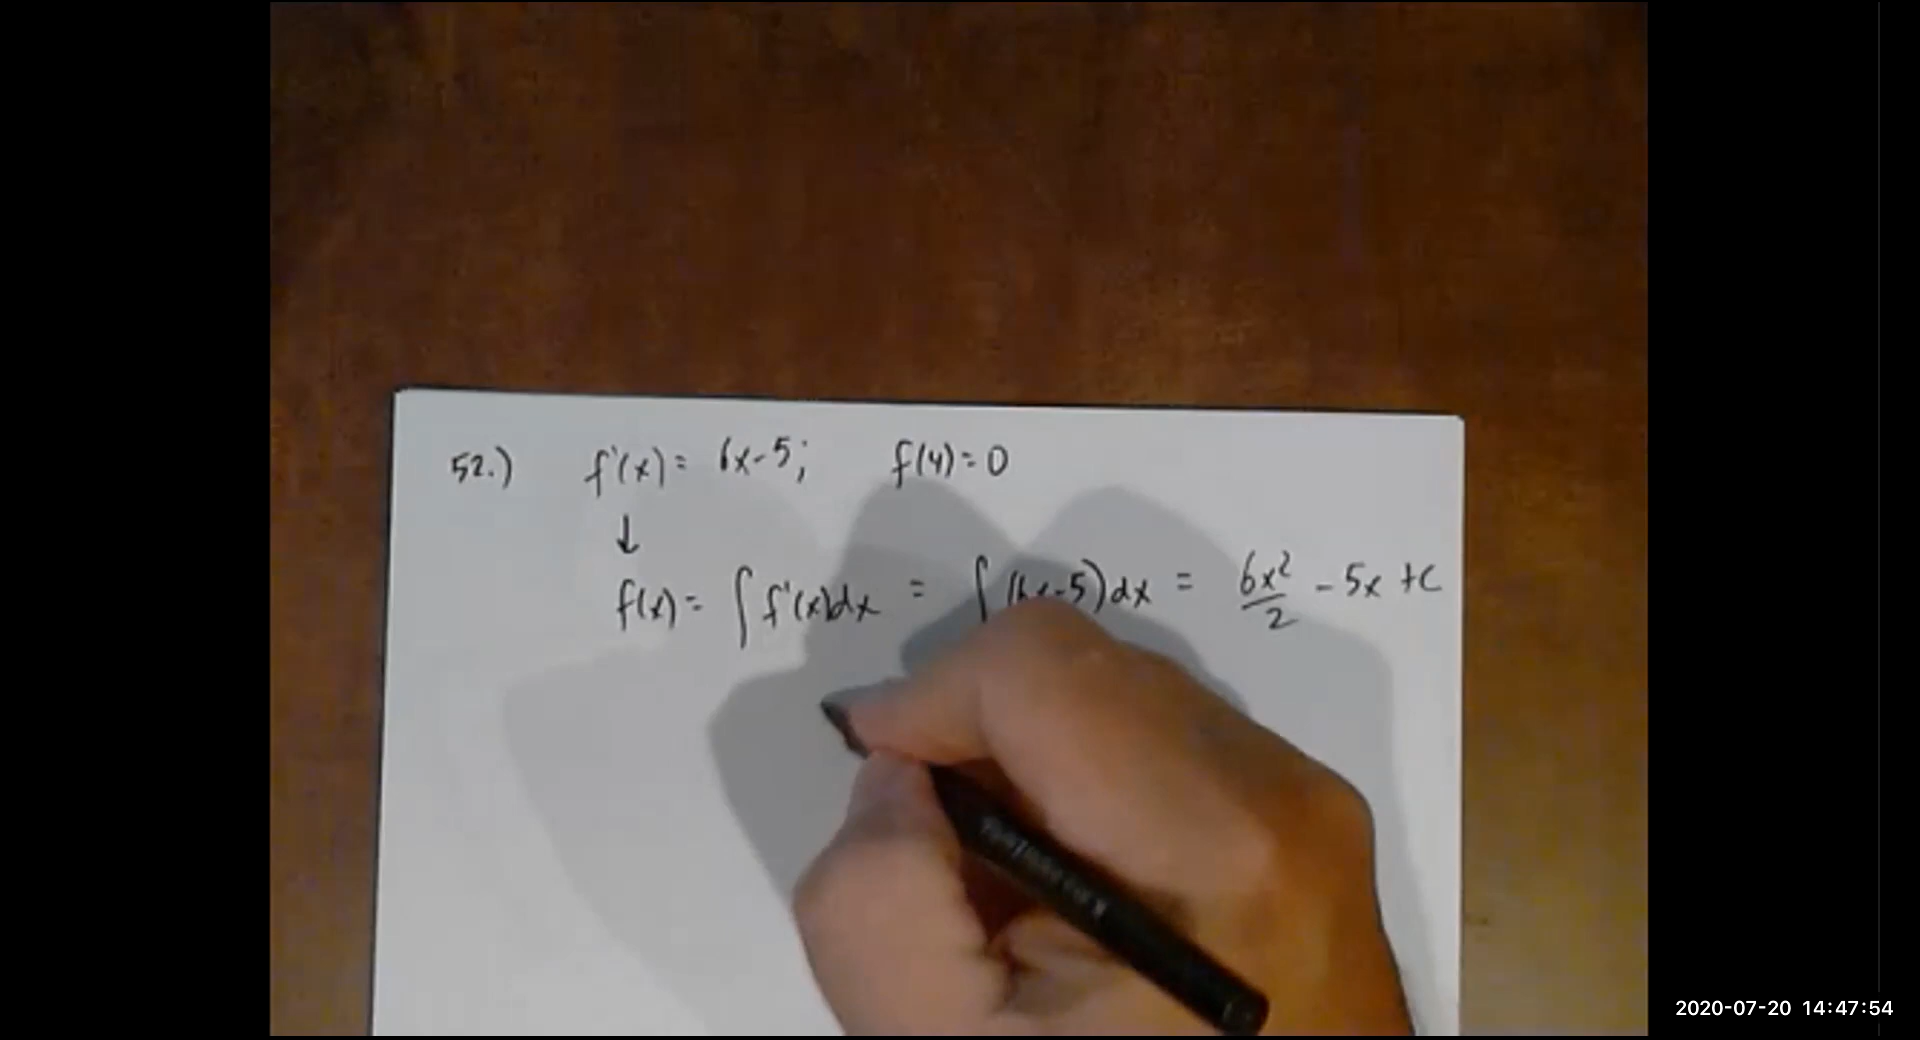 52.) f'(x) = 6x-5; f(4) = 0
↓
f(x) = ∫ f'(x)dx = ∫ (6x-5)dx = 6x²/2 - 5x + C
2020-07-20 14:47:54